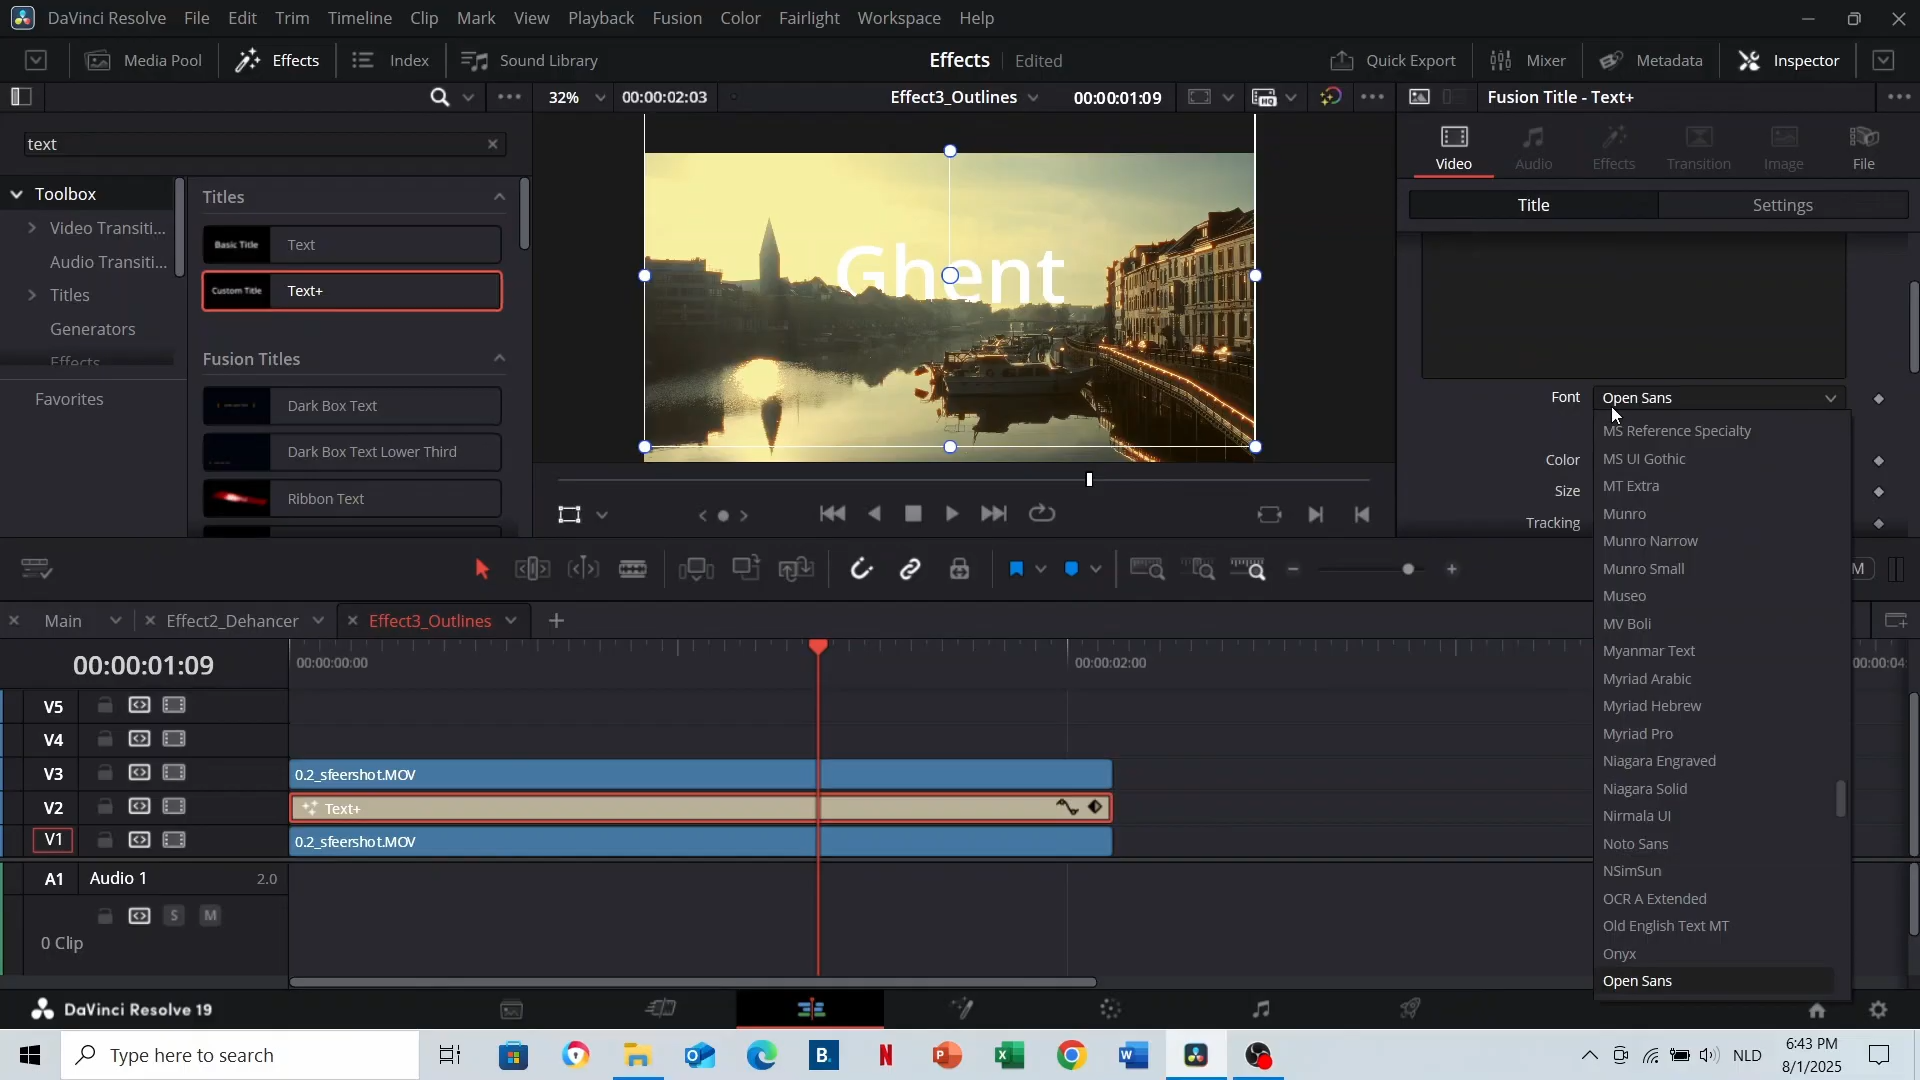 DaVinci Resolve File Edit Trim Timeline Clip Mark View Playback Fusion Color Fairlight Workspace Help
Media Pool Effects Index Sound Library Effects Edited Quick Export Mixer Metadata Inspector
32% 00:00:02:03 Effect3_Outlines 00:00:01:09 Fusion Title - Text+
text
Video Audio Effects Transition Image File
Toolbox
Video Transiti...
Audio Transiti...
Titles
Generators
Effects
Favorites
Titles
Basic Title Text
Custom Title Text+
Fusion Titles
Dark Box Text
Dark Box Text Lower Third
Ribbon Text
Ghent
Title Settings
Font Open Sans
Color
Size
Tracking
MS Reference Specialty
MS UI Gothic
MT Extra
Munro
Munro Narrow
Munro Small
Museo
MV Boli
Myanmar Text
Myriad Arabic
Myriad Hebrew
Myriad Pro
Niagara Engraved
Niagara Solid
Nirmala UI
Noto Sans
NSimSun
OCR A Extended
Old English Text MT
Onyx
Open Sans
M
Main Effect2_Dehancer Effect3_Outlines
00:00:01:09 00:00:00:00 00:00:02:00 00:00:04:
V5
V4
V3 0.2_sfeershot.MOV
V2 Text+
V1 0.2_sfeershot.MOV
A1 Audio 1 2.0
S M
0 Clip
DaVinci Resolve 19
Type here to search
B.
N
NLD
6:43 PM
8/1/2025